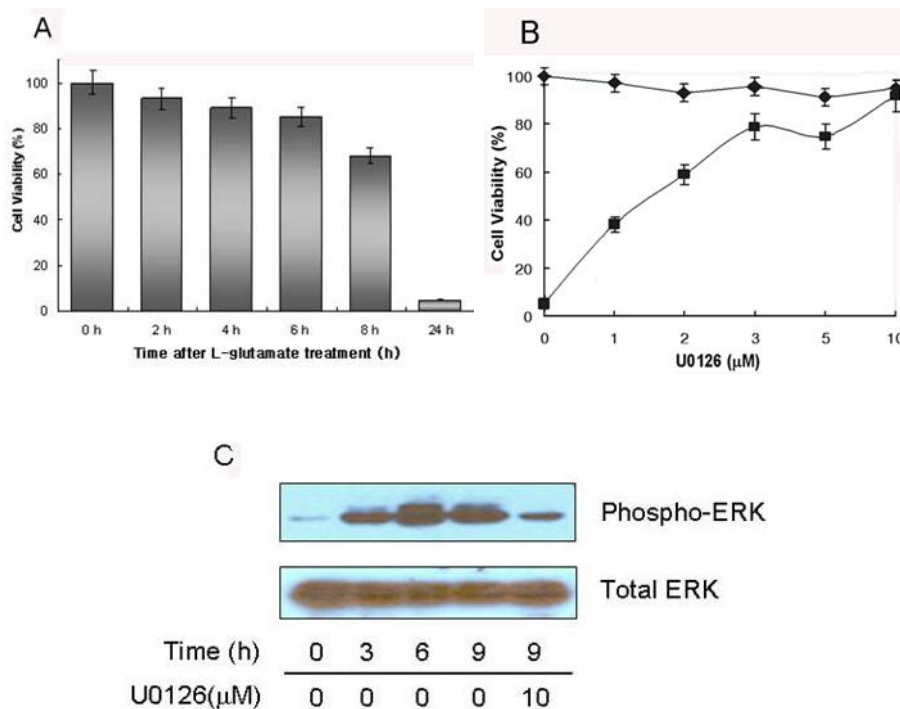 A
Cell Viability (%)
100
80
60
40
20
0
0 h 2 h 4 h 6 h 8 h 24 h
Time after L-glutamate treatment (h)
B
Cell Viability (%)
100
80
60
40
20
0
0 1 2 3 5 10
U0126 (μM)
C
Phospho-ERK
Total ERK
Time (h) 0 3 6 9 9
U0126(μM) 0 0 0 0 10